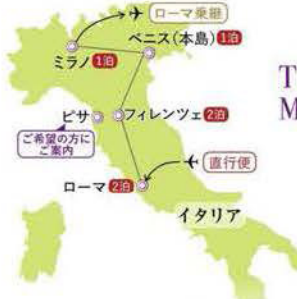 ローマ乗継
ベニス(本島) 1泊
ミラノ 1泊
T
M
ピサ
フィレンツェ 2泊
ご希望の方に
ご案内
直行便
ローマ 2泊
イタリア